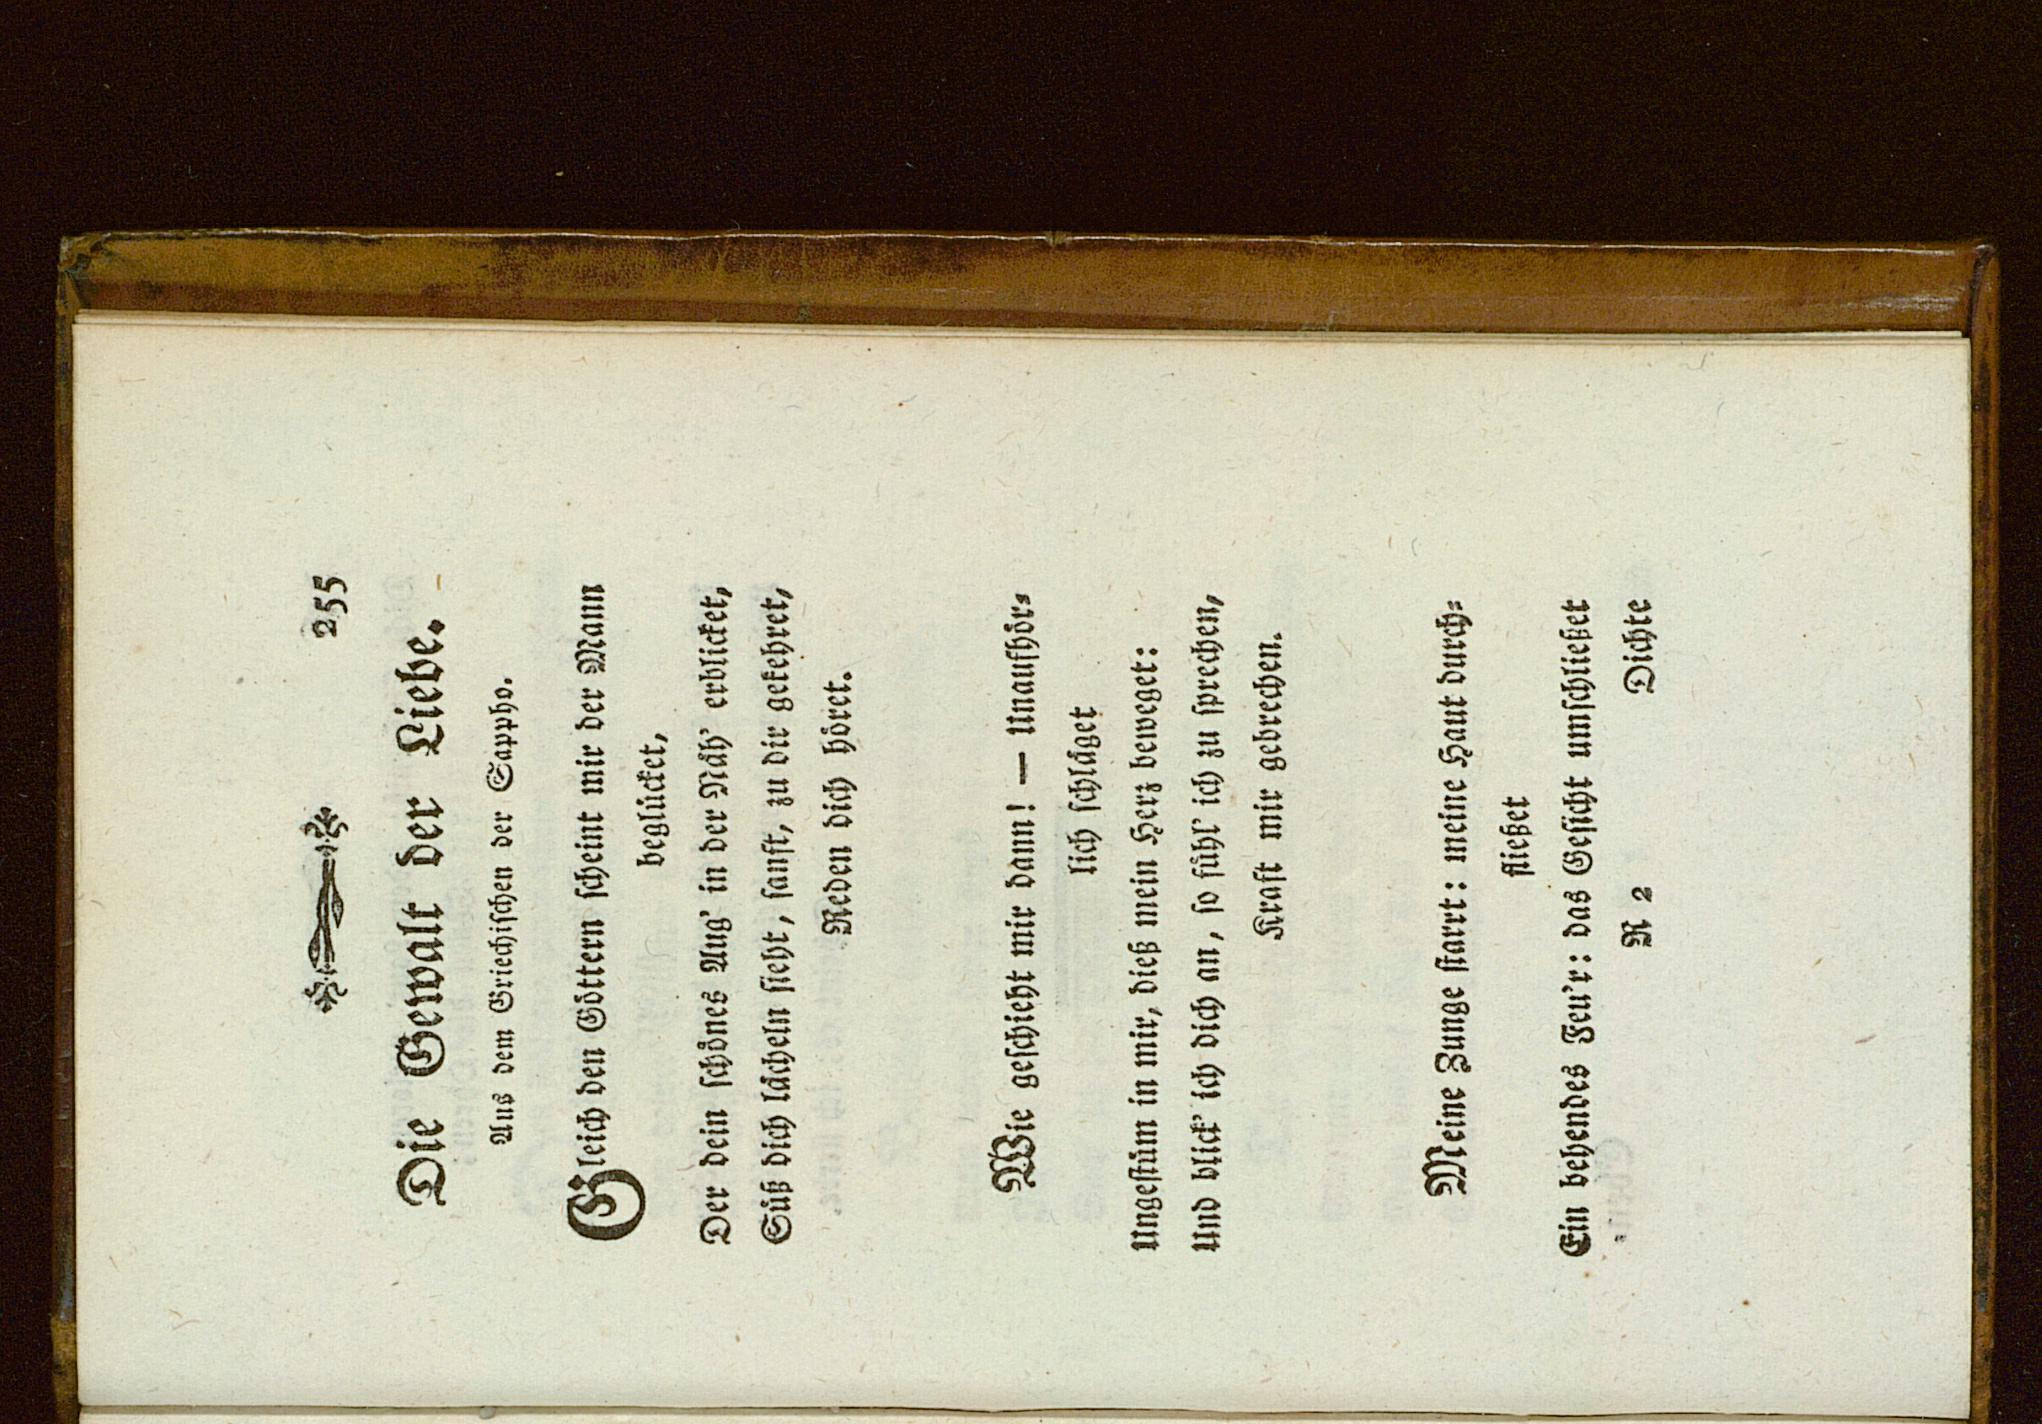 255
Die Gewalt der Liebe.
Aus dem Griechischen der Sappho.
Gleich den Göttern scheint mir der Mann
beglücket,
Der dein schönes Aug' in der Näh' erblicket,
Süß dich lächeln sieht, sanft, zu dir gekehret,
Reden dich höret.
Wie geschieht mir dann! — Unaufhör-
lich schläget
Ungestüm in mir, dieß mein Herz beweget:
Und blick' ich dich an, so fühl' ich zu sprechen,
Kraft mir gebrechen.
Meine Zunge starrt: meine Haut durch-
fließet
Ein behendes Feu'r: das Gesicht umschließet
R 2 Dichte